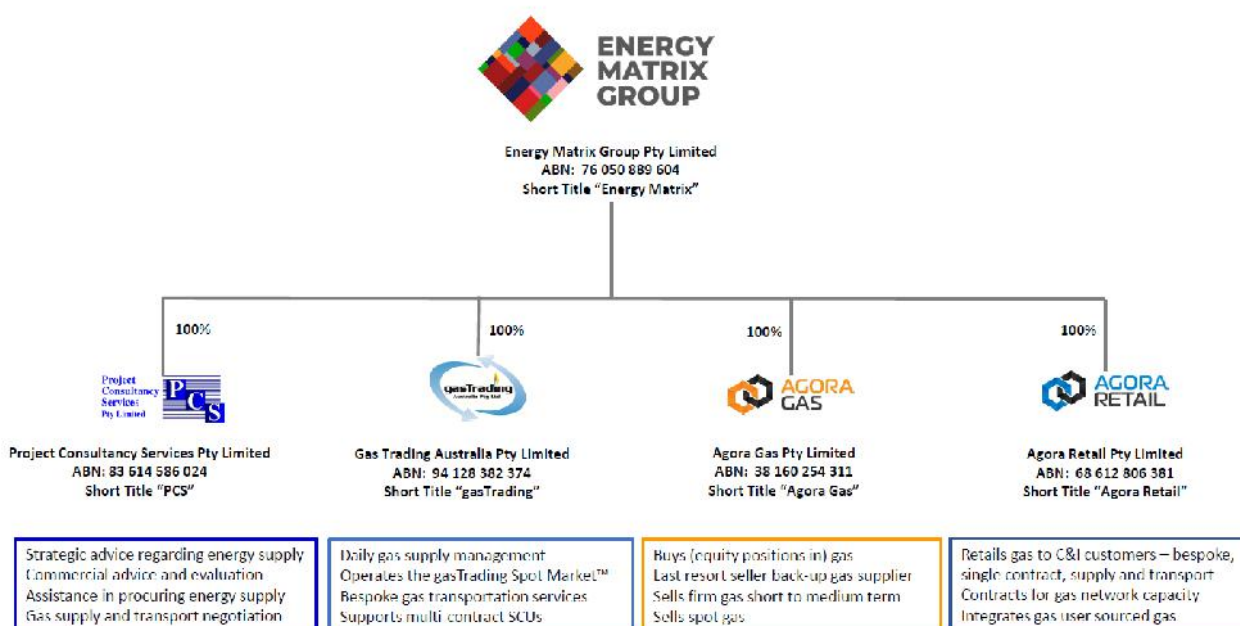 ENERGY
MATRIX
GROUP
Energy Matrix Group Pty Limited
ABN: 76 050 889 604
Short Title "Energy Matrix"
100%
100%
100%
100%
Project
Consultancy
Services
Pty Limited
P C S
gasTrading
Australia Pty Ltd
AGORA
GAS
AGORA
RETAIL
Project Consultancy Services Pty Limited
ABN: 83 614 586 024
Short Title "PCS"
Gas Trading Australia Pty Limited
ABN: 94 128 382 374
Short Title "gasTrading"
Agora Gas Pty Limited
ABN: 38 160 254 311
Short Title "Agora Gas"
Agora Retail Pty Limited
ABN: 68 612 806 381
Short Title "Agora Retail"
Strategic advice regarding energy supply
Commercial advice and evaluation
Assistance in procuring energy supply
Gas supply and transport negotiation
Daily gas supply management
Operates the gasTrading Spot Market™
Bespoke gas transportation services
Supports multi-contract SCUs
Buys (equity positions in) gas
Last resort seller back-up gas supplier
Sells firm gas short to medium term
Sells spot gas
Retails gas to C&I customers – bespoke,
single contract, supply and transport
Contracts for gas network capacity
Integrates gas user sourced gas